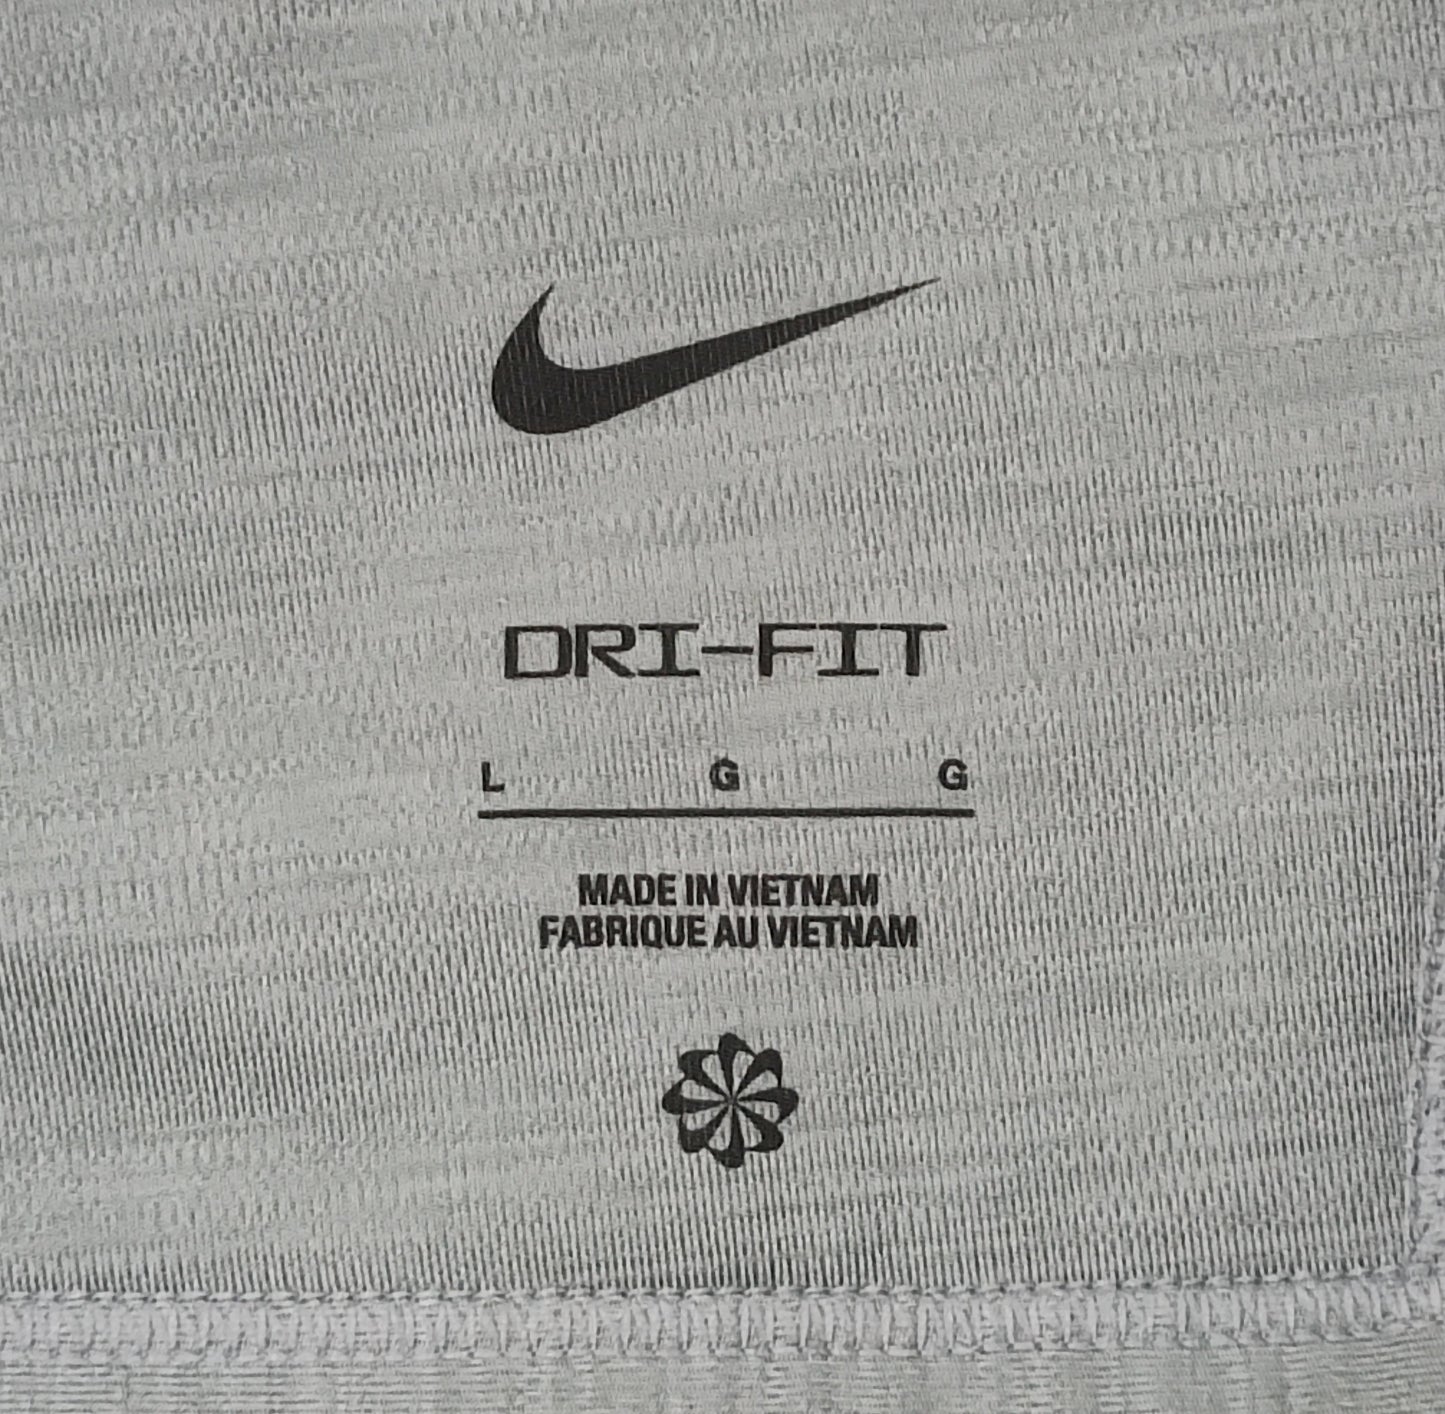 DRI-FIT
L G G
MADE IN VIETNAM
FABRIQUE AU VIETNAM